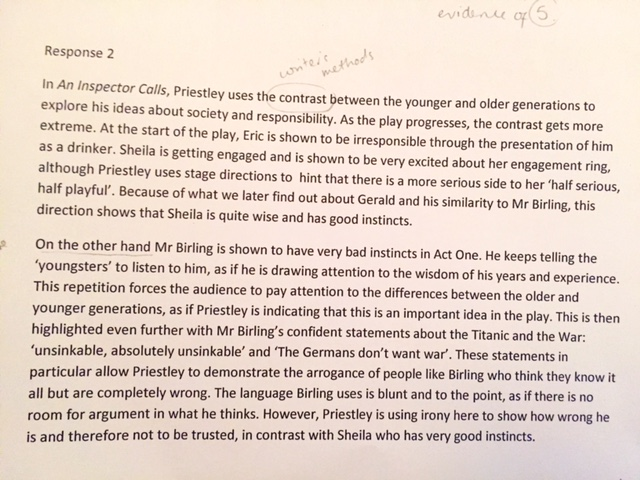 evidence of 5
Response 2
writer's
methods
In An Inspector Calls, Priestley uses the contrast between the younger and older generations to
explore his ideas about society and responsibility. As the play progresses, the contrast gets more
extreme. At the start of the play, Eric is shown to be irresponsible through the presentation of him
as a drinker. Sheila is getting engaged and is shown to be very excited about her engagement ring,
although Priestley uses stage directions to hint that there is a more serious side to her 'half serious,
half playful'. Because of what we later find out about Gerald and his similarity to Mr Birling, this
direction shows that Sheila is quite wise and has good instincts.
On the other hand Mr Birling is shown to have very bad instincts in Act One. He keeps telling the
'youngsters' to listen to him, as if he is drawing attention to the wisdom of his years and experience.
This repetition forces the audience to pay attention to the differences between the older and
younger generations, as if Priestley is indicating that this is an important idea in the play. This is then
highlighted even further with Mr Birling's confident statements about the Titanic and the War:
'unsinkable, absolutely unsinkable' and 'The Germans don't want war'. These statements in
particular allow Priestley to demonstrate the arrogance of people like Birling who think they know it
all but are completely wrong. The language Birling uses is blunt and to the point, as if there is no
room for argument in what he thinks. However, Priestley is using irony here to show how wrong he
is and therefore not to be trusted, in contrast with Sheila who has very good instincts.